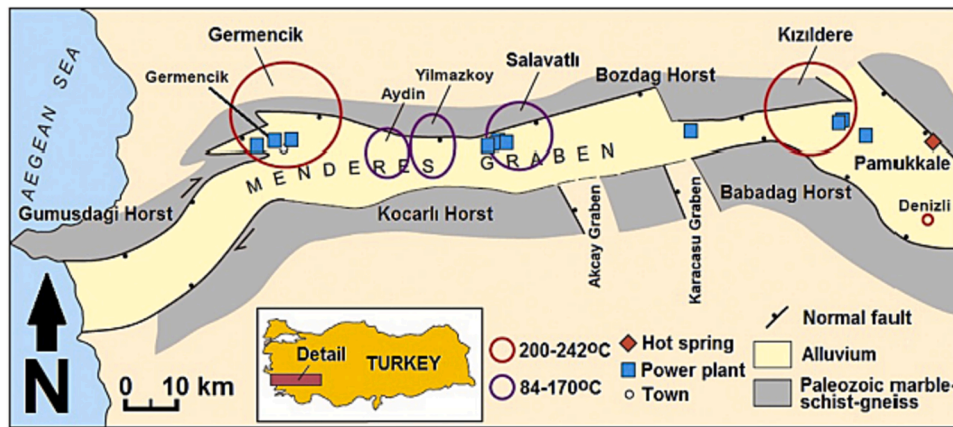 AEGEAN SEA
Germencik
Germencik
Aydin
Yilmazkoy
Salavatlı
Bozdag Horst
Kızıldere
MENDERES GRABEN
Pamukkale
Gumusdagi Horst
Kocarlı Horst
Babadag Horst
Denizli
Akcay Graben
Karacasu Graben
N
0 10 km
Detail
TURKEY
200-242ºC
84-170ºC
Hot spring
Power plant
Town
Normal fault
Alluvium
Paleozoic marble-
schist-gneiss